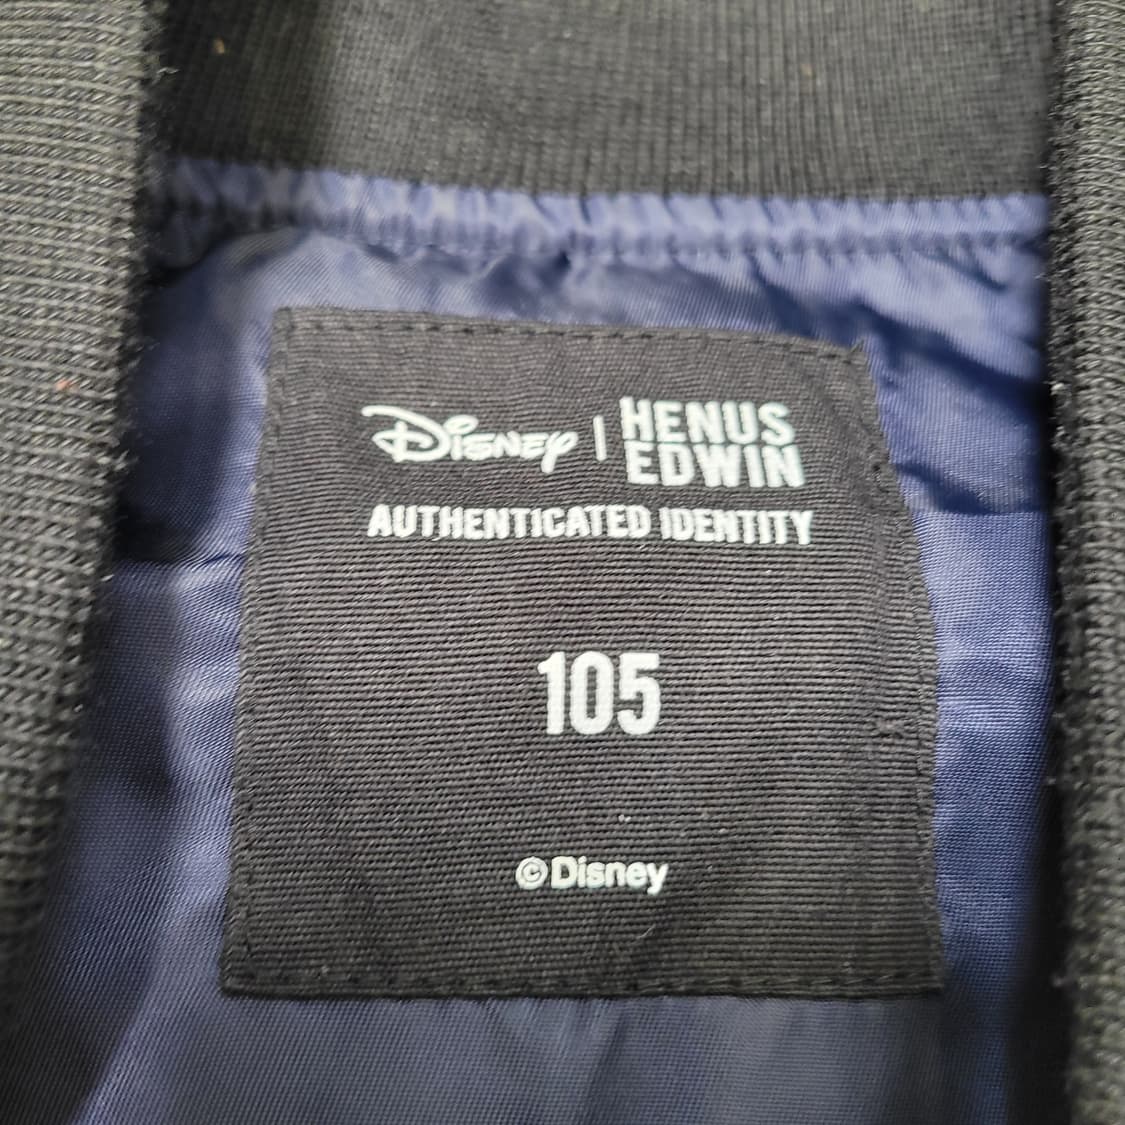 Disney | HENUS EDWIN
AUTHENTICATED IDENTITY
105
©Disney